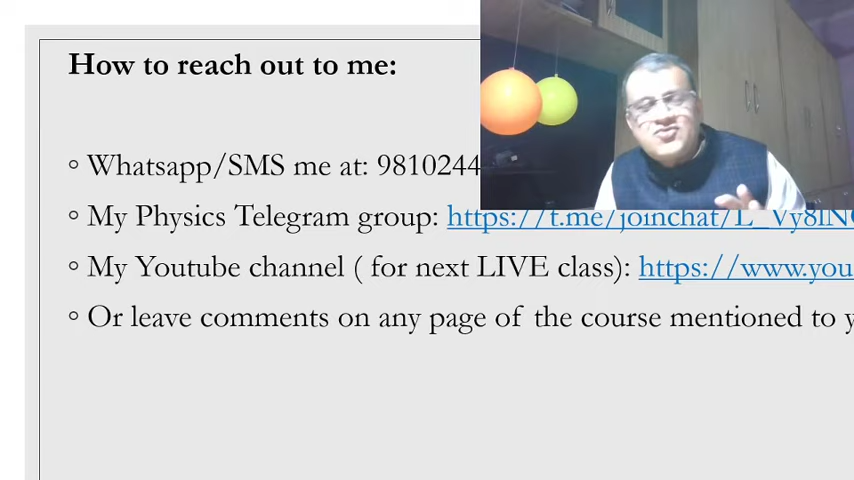 How to reach out to me:
Whatsapp/SMS me at: 9810244
My Physics Telegram group: https://t.me/joinchat/L_Vy8lN
My Youtube channel ( for next LIVE class): https://www.you
Or leave comments on any page of the course mentioned to y